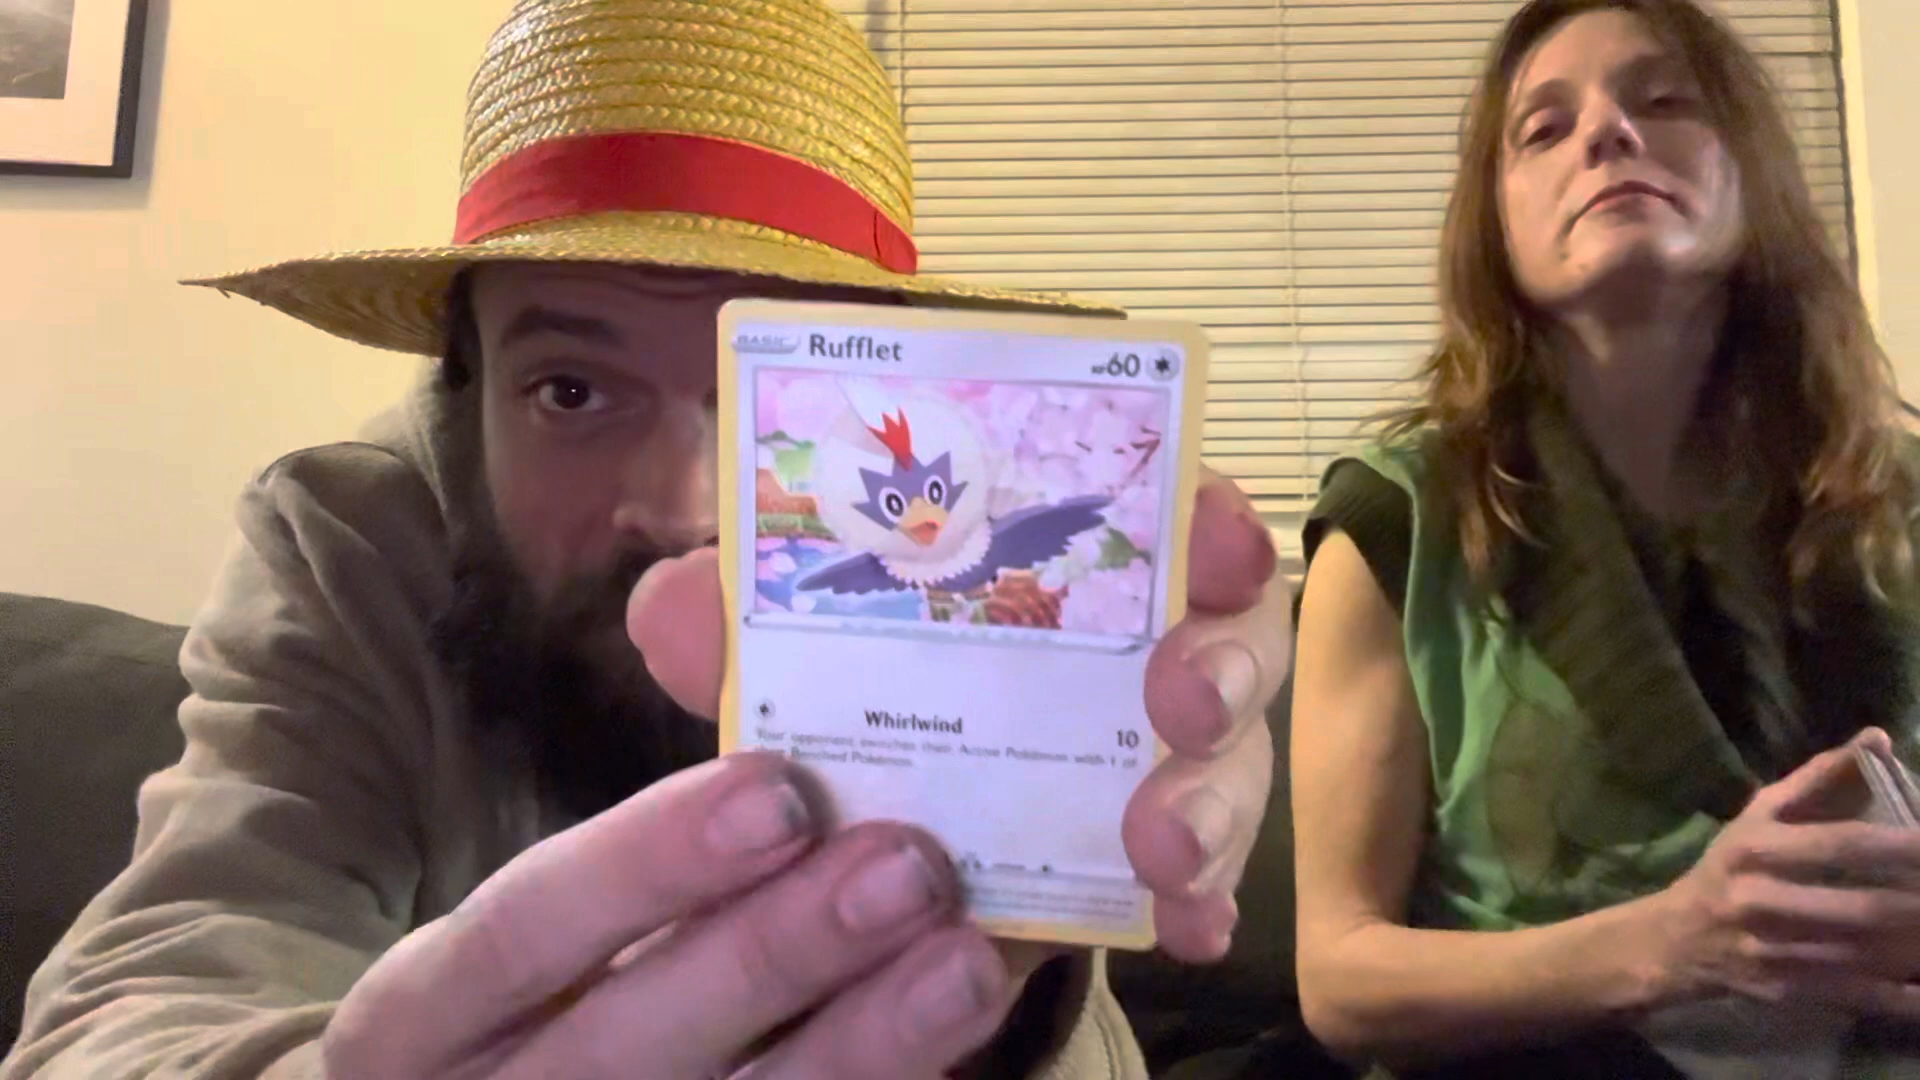 BASIC Rufflet HP60
Whirlwind 10
Your opponent switches their Active Pokémon with 1 of
their Benched Pokémon.